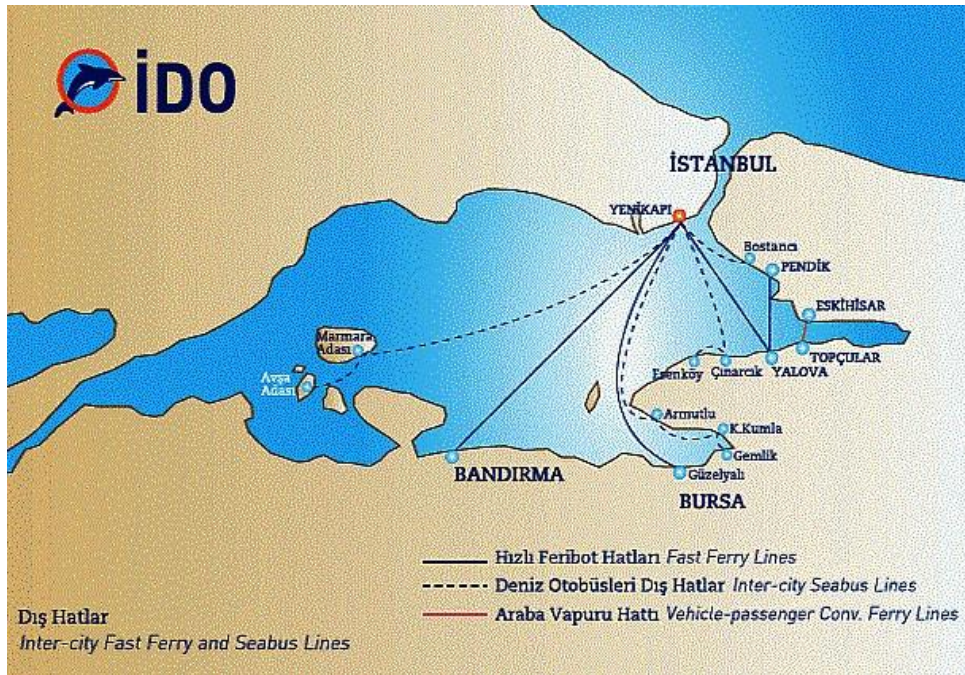 İDO
İSTANBUL
YENİKAPI
Bostancı
PENDİK
ESKİHİSAR
Marmara
Adası
TOPÇULAR
Esenköy
Çınarcık
YALOVA
Avşa
Adası
Armutlu
K.Kumla
Gemlik
BANDIRMA
Güzelyalı
BURSA
Hızlı Feribot Hatları Fast Ferry Lines
Deniz Otobüsleri Dış Hatlar Inter-city Seabus Lines
Araba Vapuru Hattı Vehicle-passenger Conv. Ferry Lines
Dış Hatlar
Inter-city Fast Ferry and Seabus Lines